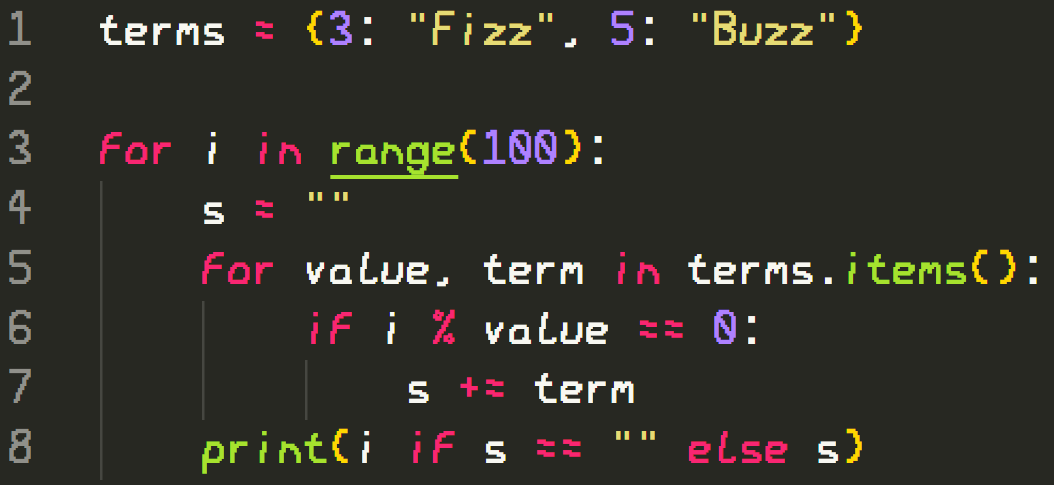 1 terms = {3: "Fizz", 5: "Buzz"}
2
3 for i in range(100):
4     s = ""
5     for value, term in terms.items():
6         if i % value == 0:
7             s += term
8     print(i if s == "" else s)